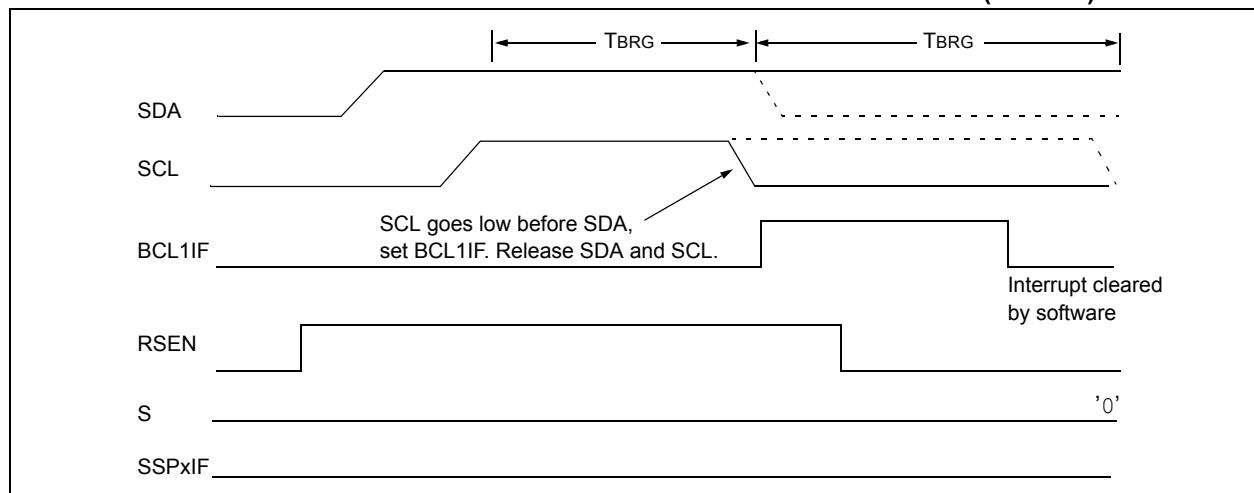 TBRG TBRG
SDA
SCL
SCL goes low before SDA,
set BCL1IF. Release SDA and SCL.
BCL1IF
Interrupt cleared
by software
RSEN
S
'0'
SSPxIF